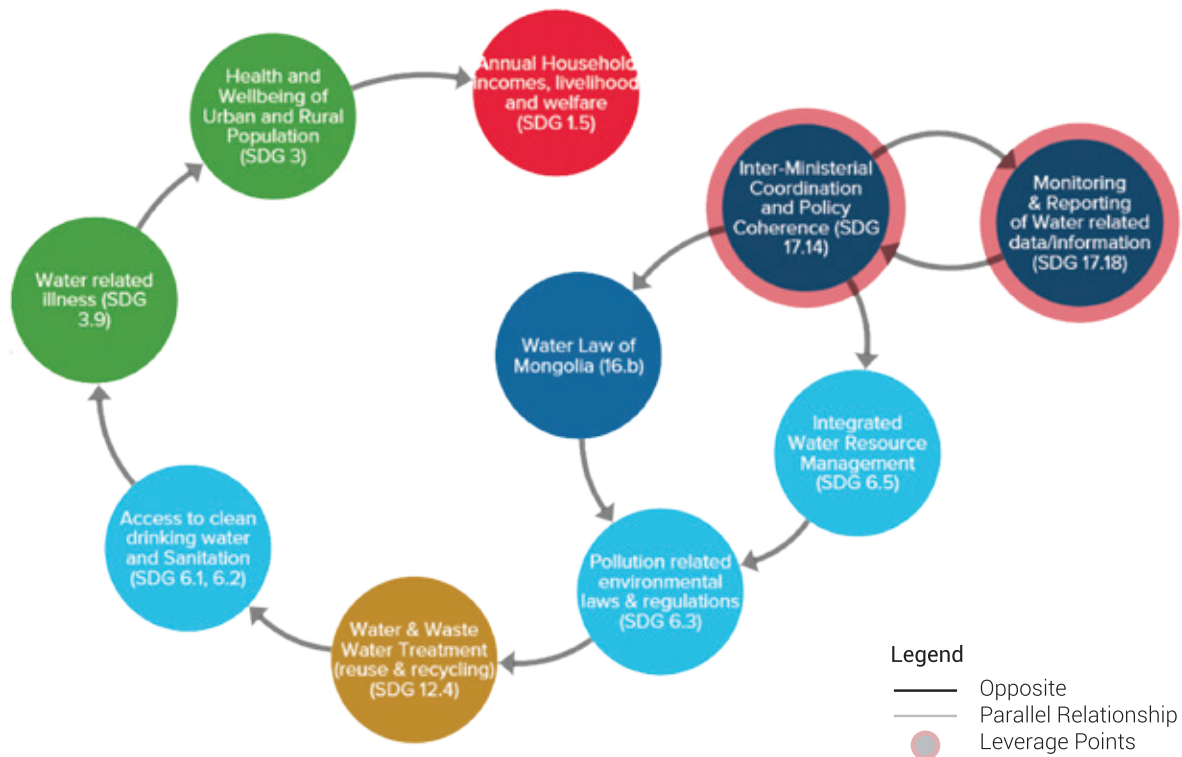 Health and
Wellbeing of
Urban and Rural
Population
(SDG 3)
Annual Household
incomes, livelihood
and welfare
(SDG 1.5)
Inter-Ministerial
Coordination
and Policy
Coherence (SDG
17.14)
Monitoring
& Reporting
of Water related
data/information
(SDG 17.18)
Water related
illness (SDG
3.9)
Water Law of
Mongolia (16.b)
Integrated
Water Resource
Management
(SDG 6.5)
Access to clean
drinking water
and Sanitation
(SDG 6.1, 6.2)
Pollution related
environmental
laws & regulations
(SDG 6.3)
Water & Waste
Water Treatment
(reuse & recycling)
(SDG 12.4)
Legend
Opposite
Parallel Relationship
Leverage Points